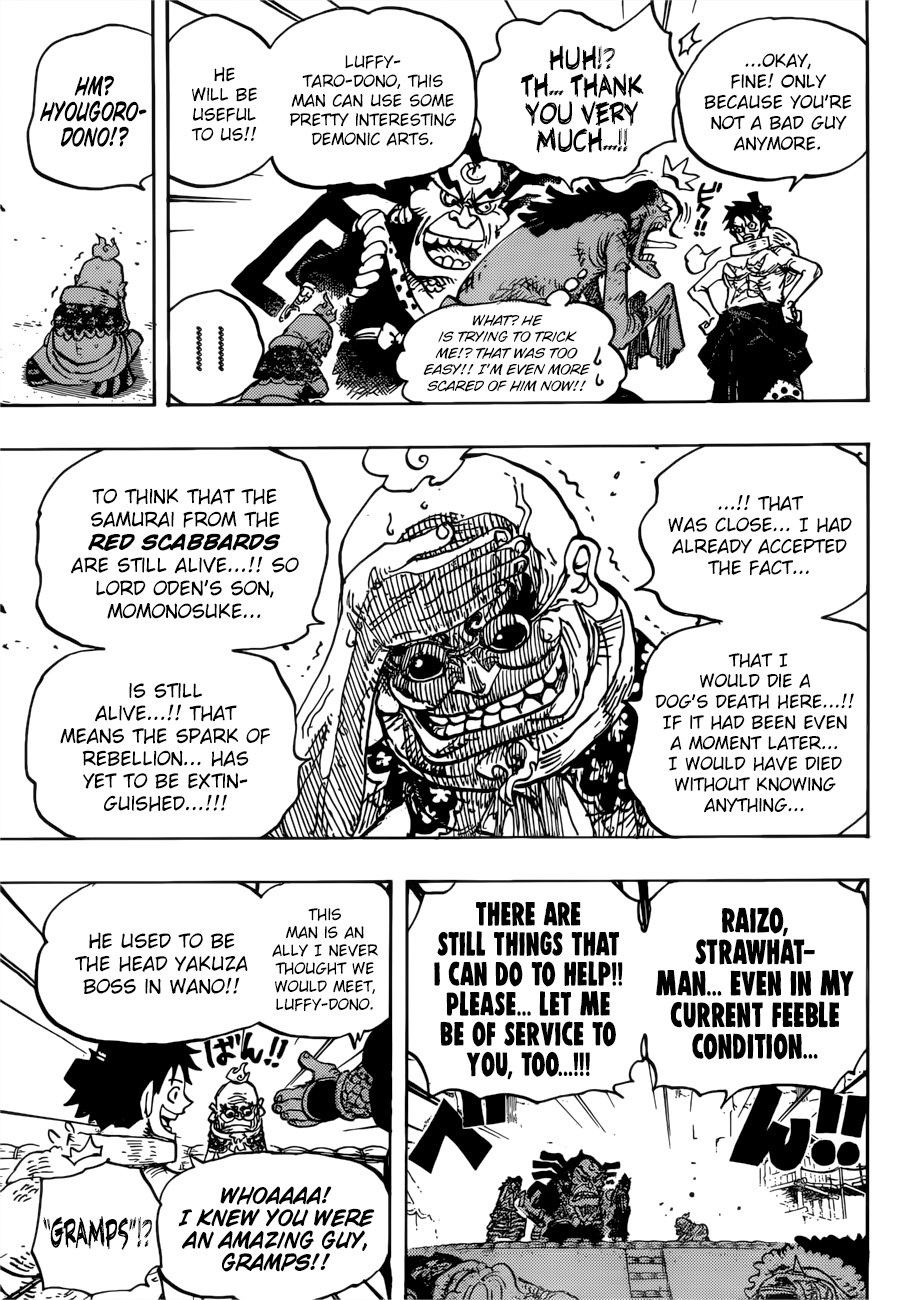 ...OKAY,
FINE! ONLY
BECAUSE YOU'RE
NOT A BAD GUY
ANYMORE.
HUH!?
TH... THANK
YOU VERY
MUCH...!!
ビク!!
LUFFY-
TARO-DONO, THIS
MAN CAN USE SOME
PRETTY INTERESTING
DEMONIC ARTS.
HE
WILL BE
USEFUL
TO US!!
WHAT? HE
IS TRYING TO TRICK
ME!? THAT WAS TOO
EASY!! I'M EVEN MORE
SCARED OF HIM NOW!!
HM?
HYOUGORO-
DONO!?
...!! THAT
WAS CLOSE... I HAD
ALREADY ACCEPTED
THE FACT...
THAT I
WOULD DIE A
DOG'S DEATH HERE...!!
IF IT HAD BEEN EVEN
A MOMENT LATER...
I WOULD HAVE DIED
WITHOUT KNOWING
ANYTHING...
TO THINK THAT THE
SAMURAI FROM THE
RED SCABBARDS
ARE STILL ALIVE...!! SO
LORD ODEN'S SON,
MOMONOSUKE...
IS STILL
ALIVE...!! THAT
MEANS THE SPARK OF
REBELLION... HAS
YET TO BE EXTIN-
GUISHED...!!!
RAIZO,
STRAWHAT-
MAN... EVEN IN MY
CURRENT FEEBLE
CONDITION...
THERE ARE
STILL THINGS THAT
I CAN DO TO HELP!!
PLEASE... LET ME
BE OF SERVICE TO
YOU, TOO...!!!
べん!!
THIS
MAN IS AN
ALLY I NEVER
THOUGHT WE
WOULD MEET,
LUFFY-DONO.
HE USED TO BE
THE HEAD YAKUZA
BOSS IN WANO!!
ばん!!
WHOAAAA!
I KNEW YOU WERE
AN AMAZING GUY,
GRAMPS!!
"GRAMPS"!?